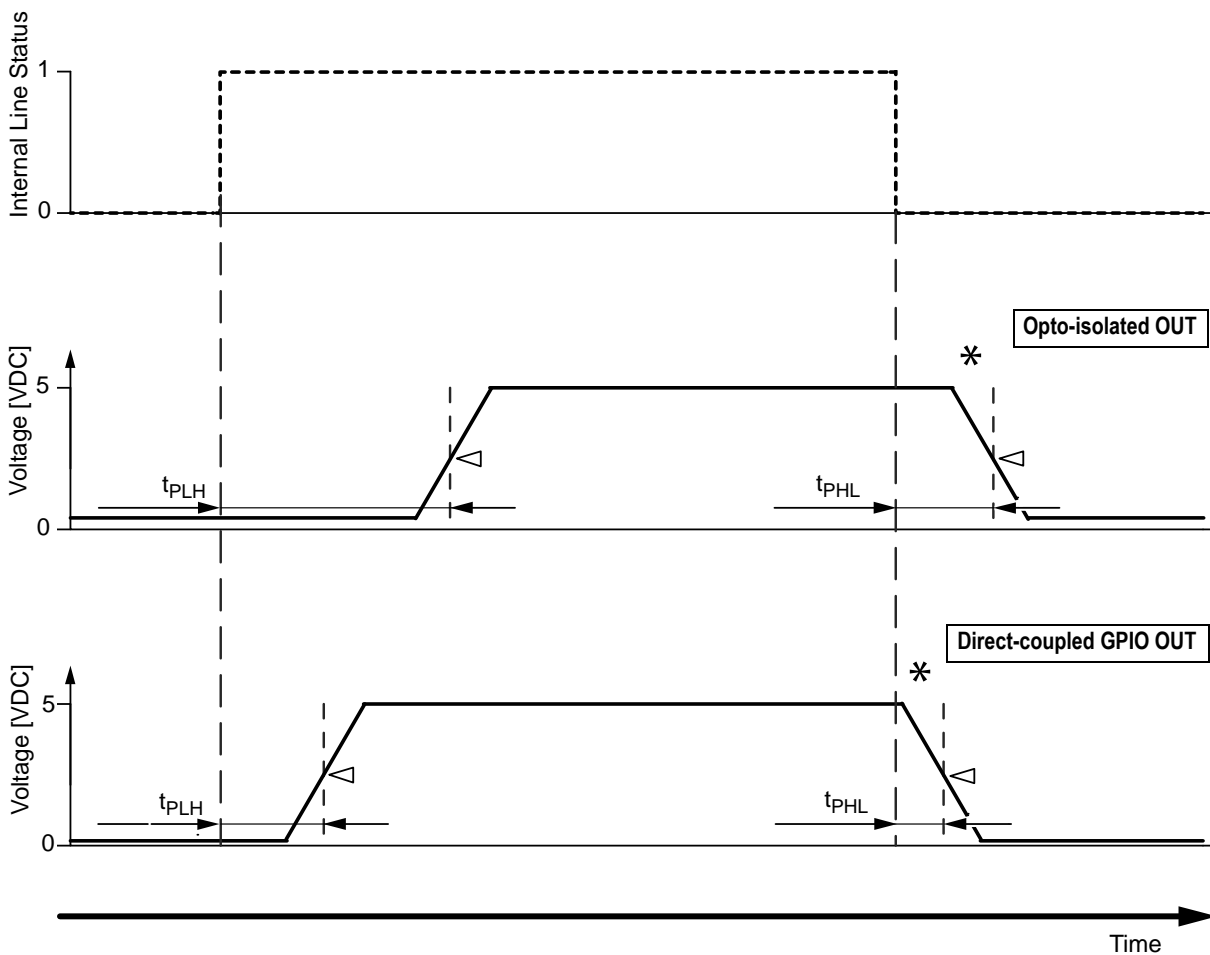 Internal Line Status
1
0
Opto-isolated OUT
*
Voltage [VDC]
5
tPLH
tPHL
0
Direct-coupled GPIO OUT
*
Voltage [VDC]
5
tPLH
tPHL
0
Time